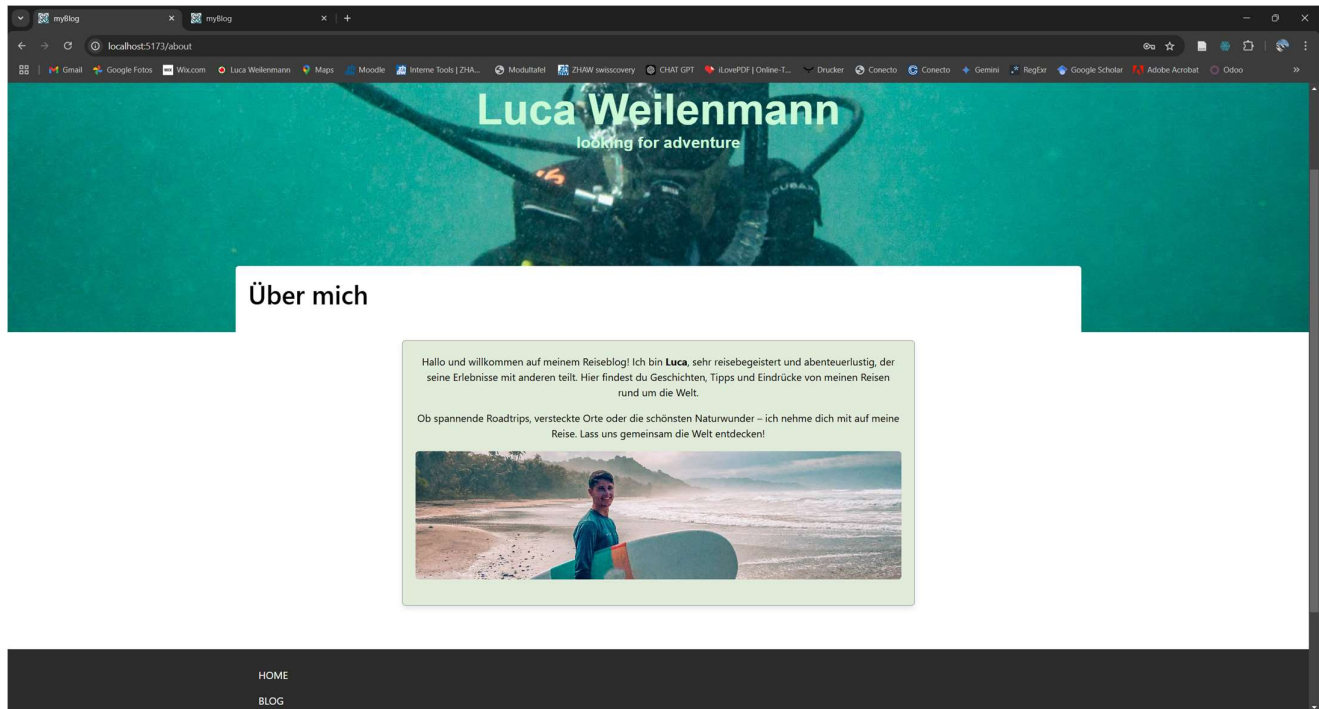 myBlog
myBlog
localhost:5173/about
Gmail
Google Fotos
WIX
Wix.com
Luca Weilenmann
Maps
Moodle
Interne Tools | ZHA...
Modultafel
ZHAW swisscovery
CHAT GPT
iLovePDF | Online-T...
Drucker
Conecto
Conecto
Gemini
RegExr
Google Scholar
Adobe Acrobat
Odoo
Luca Weilenmann
looking for adventure
Über mich
Hallo und willkommen auf meinem Reiseblog! Ich bin Luca, sehr reisebegeistert und abenteuerlustig, der
seine Erlebnisse mit anderen teilt. Hier findest du Geschichten, Tipps und Eindrücke von meinen Reisen
rund um die Welt.
Ob spannende Roadtrips, versteckte Orte oder die schönsten Naturwunder – ich nehme dich mit auf meine
Reise. Lass uns gemeinsam die Welt entdecken!
HOME
BLOG